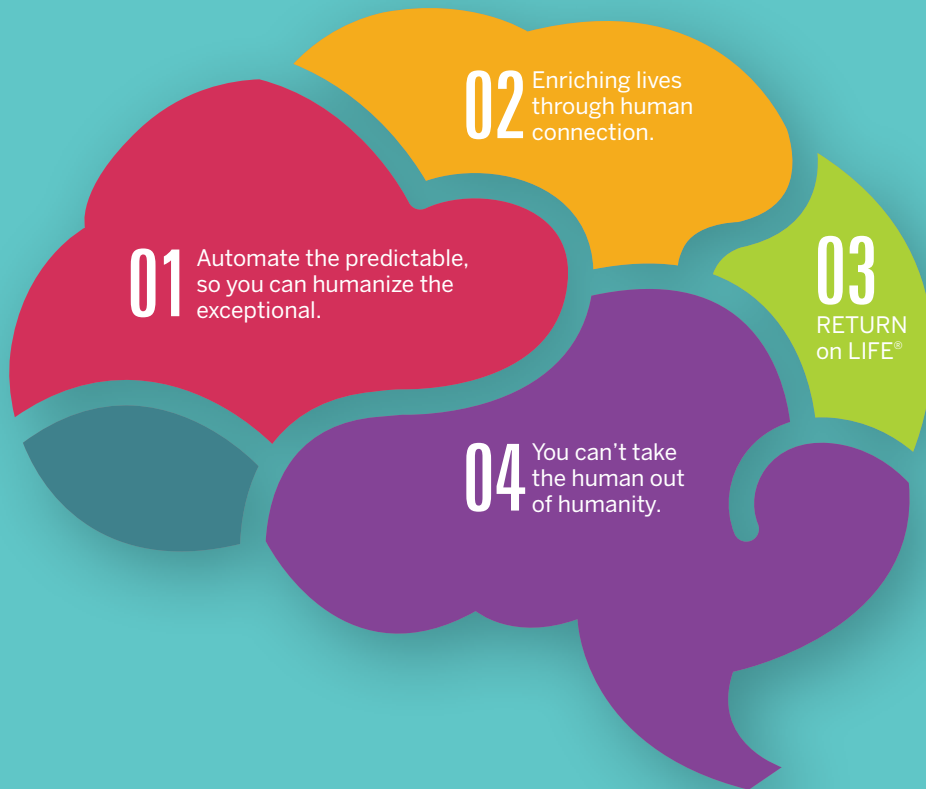 01
Automate the predictable,
so you can humanize the
exceptional.
02
Enriching lives
through human
connection.
03
RETURN
on LIFE®
04
You can’t take
the human out
of humanity.